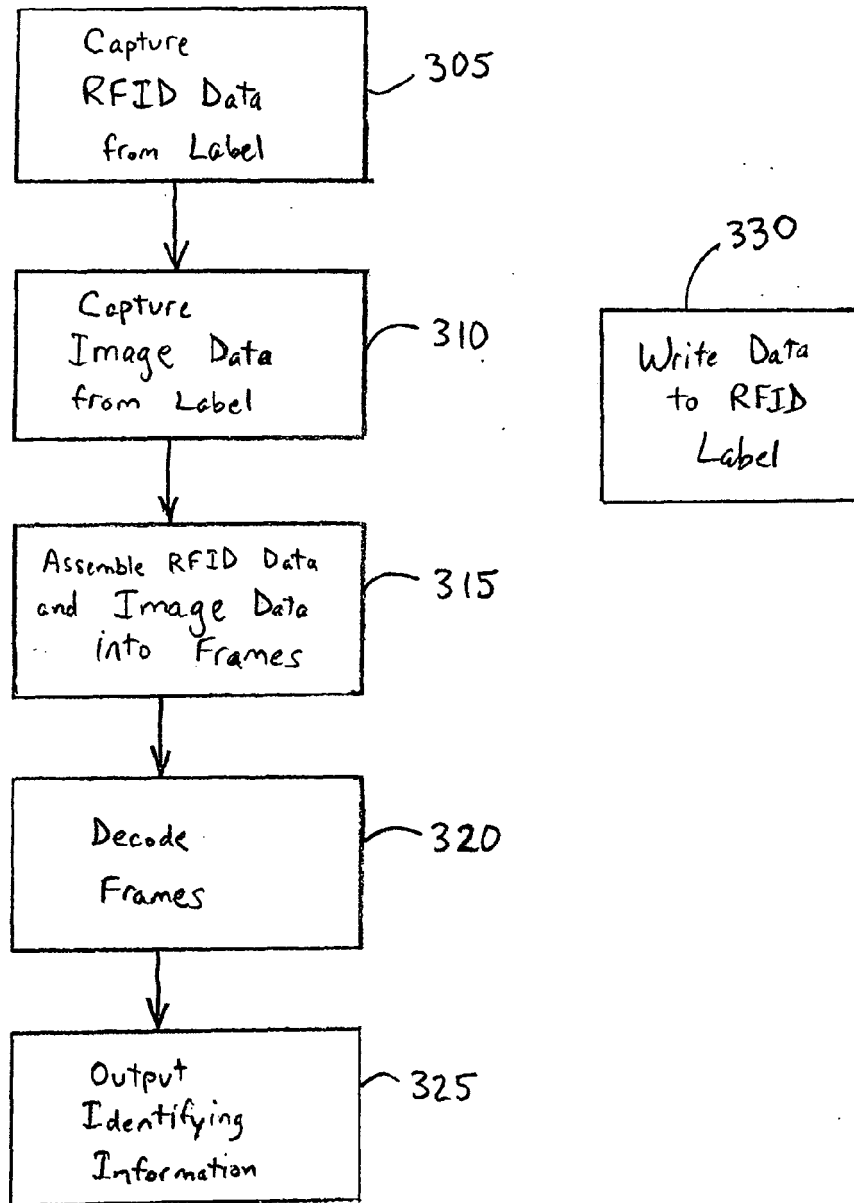 Capture
RFID Data
from Label
305
Capture
Image Data
from Label
310
330
Write Data
to RFID
Label
Assemble RFID Data
and Image Data
into Frames
315
Decode
Frames
320
Output
Identifying
Information
325